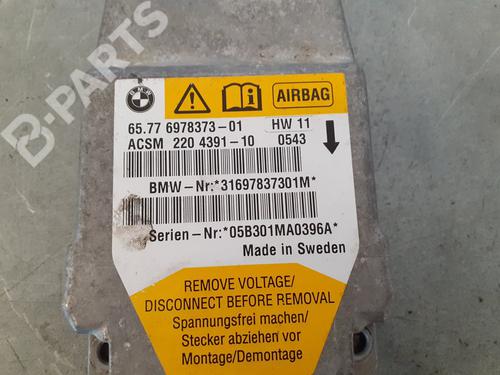 B-PARTS
BMW
AIRBAG
65.77 6978373-01 HW 11
ACSM 220 4391-10 0543
BMW-Nr:*31697837301M*
Serien-Nr:*05B301MA0396A*
Made in Sweden
REMOVE VOLTAGE/
DISCONNECT BEFORE REMOVAL
Spannungsfrei machen/
Stecker abziehen vor
Montage/Demontage